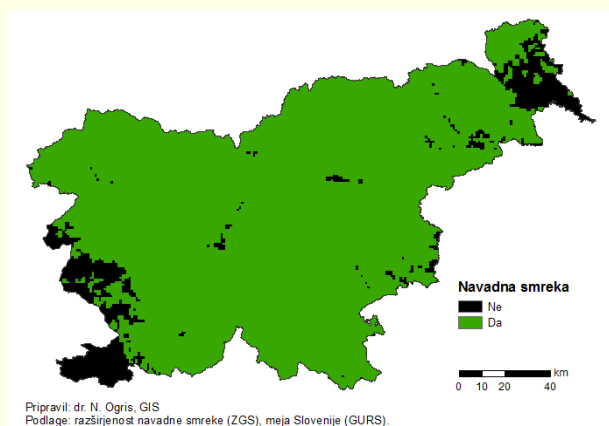 Navadna smreka
Ne
Da
km
0 10 20 40
Pripravil: dr. N. Ogris, GIS
Podlage: razširjenost navadne smreke (ZGS), meja Slovenije (GURS).